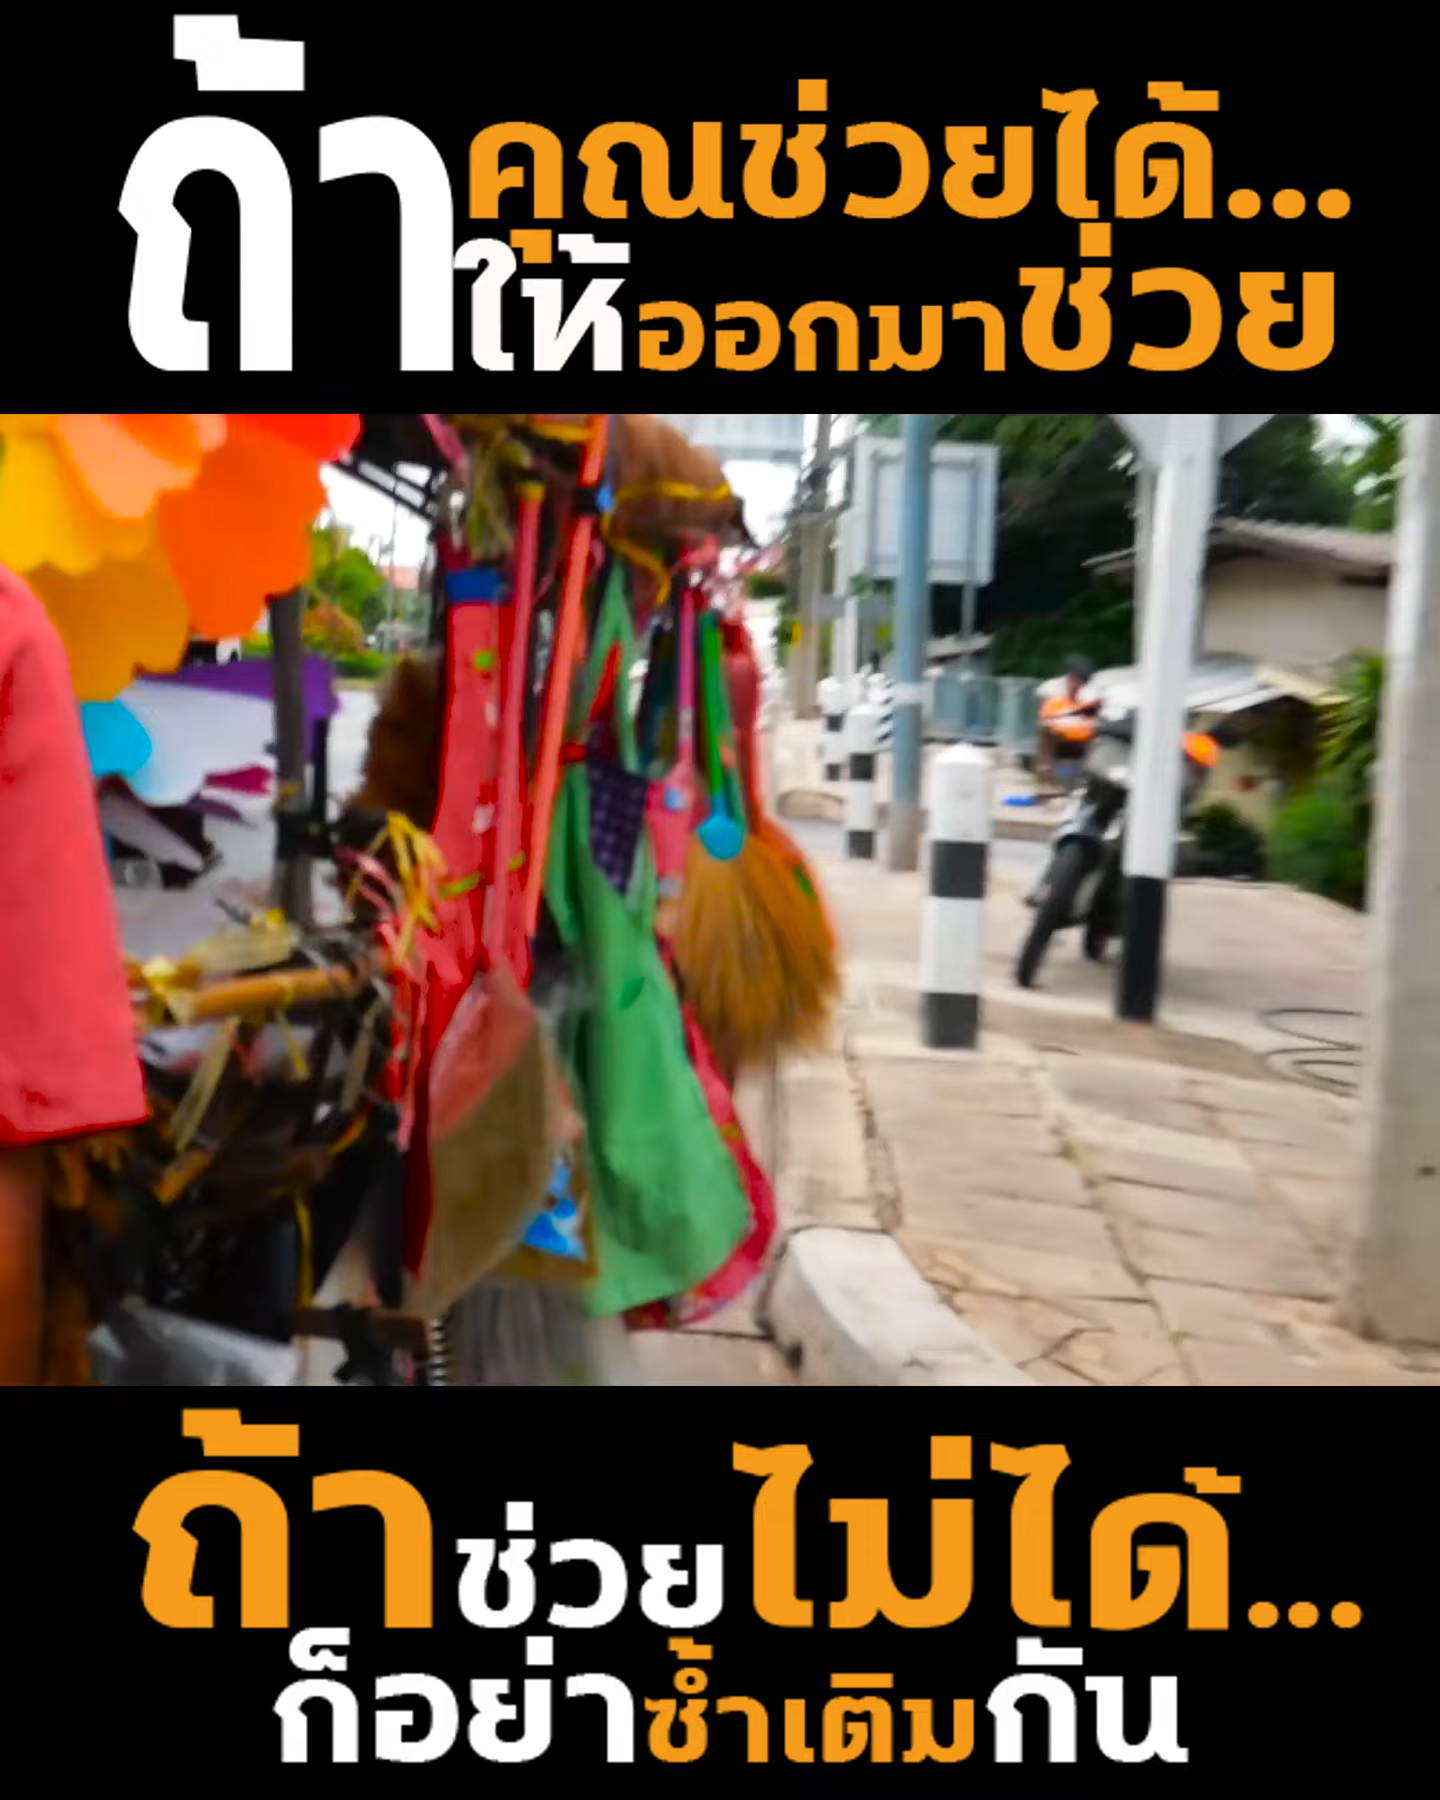 ถ้าคุณช่วยได้...
ให้ออกมาช่วย
ถ้าช่วยไม่ได้...
ก็อย่าซ้ำเติมกัน